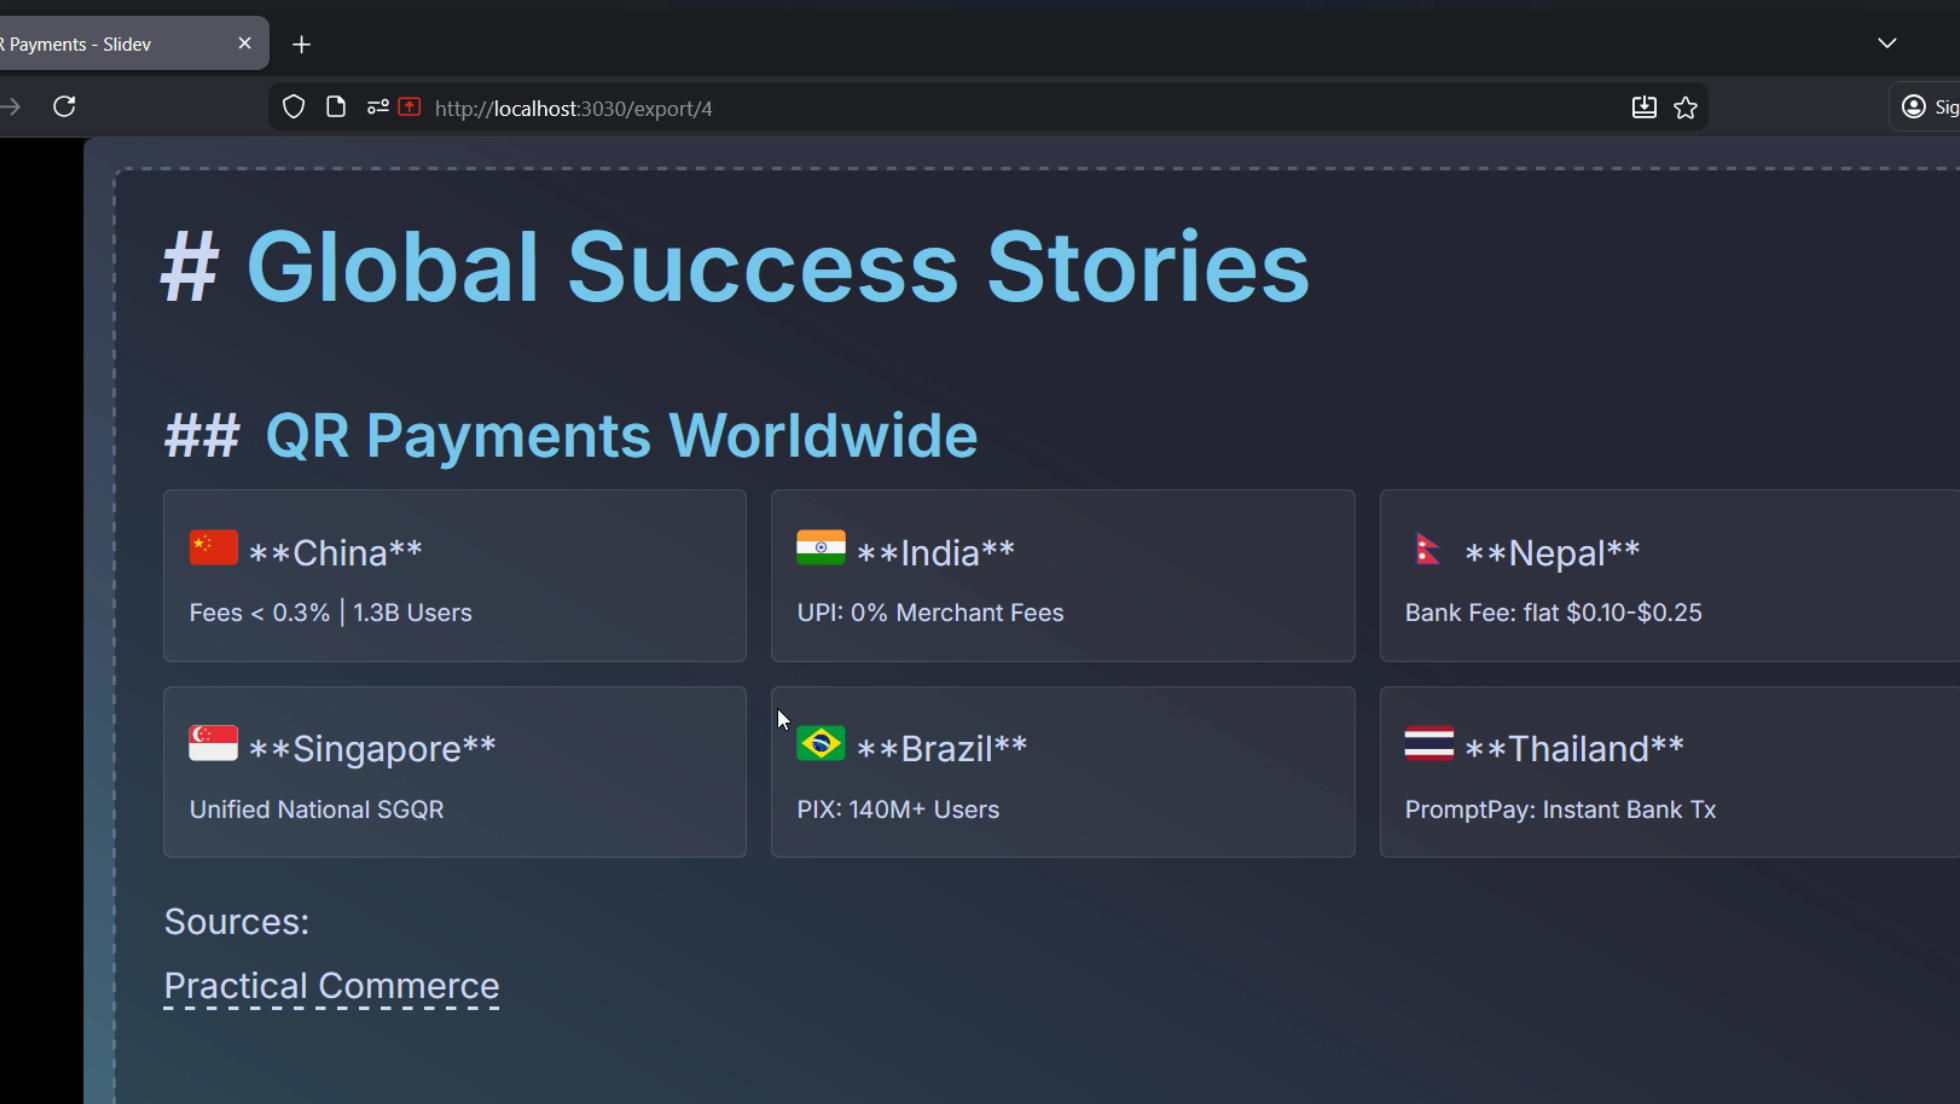 R Payments - Slidev
http://localhost:3030/export/4
Sig
# Global Success Stories
## QR Payments Worldwide
**China**
Fees < 0.3% | 1.3B Users
**India**
UPI: 0% Merchant Fees
**Nepal**
Bank Fee: flat $0.10-$0.25
**Singapore**
Unified National SGQR
**Brazil**
PIX: 140M+ Users
**Thailand**
PromptPay: Instant Bank Tx
Sources:
Practical Commerce